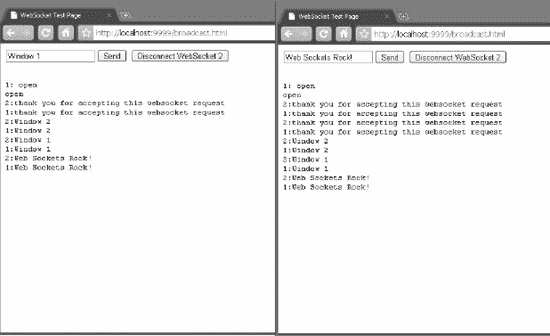 WebSocket Test Page
http://localhost:9999/broadcast.html
Window 1 Send Disconnect WebSocket 2
1: open
open
2:thank you for accepting this websocket request
1:thank you for accepting this websocket request
2:Window 2
1:Window 2
2:Window 1
1:Window 1
2:Web Sockets Rock!
1:Web Sockets Rock!
WebSocket Test Page
http://localhost:9999/broadcast.html
Web Sockets Rock! Send Disconnect WebSocket 2
1: open
open
2:thank you for accepting this websocket request
1:thank you for accepting this websocket request
2:thank you for accepting this websocket request
1:thank you for accepting this websocket request
2:Window 2
1:Window 2
2:Window 1
1:Window 1
2:Web Sockets Rock!
1:Web Sockets Rock!